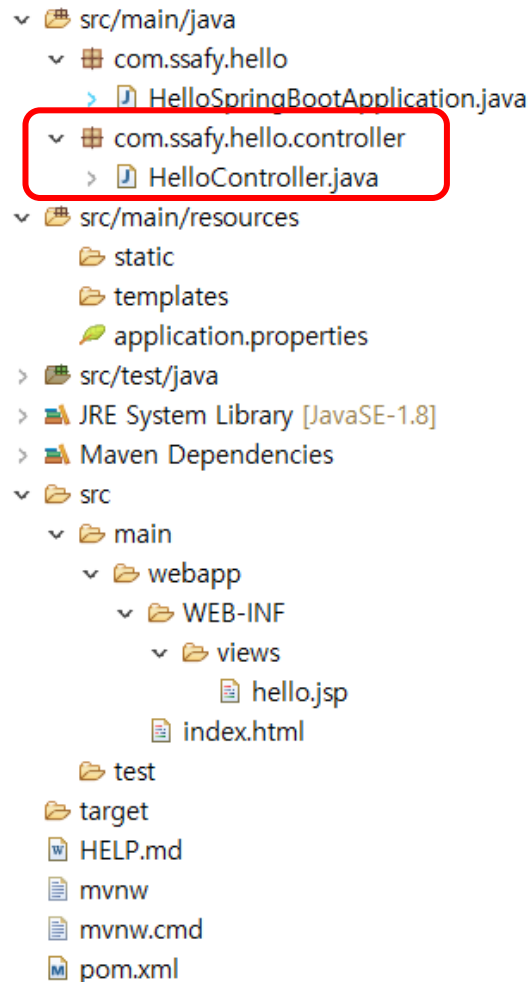 src/main/java
com.ssafy.hello
HelloSpringBootApplication.java
com.ssafy.hello.controller
HelloController.java
src/main/resources
static
templates
application.properties
src/test/java
JRE System Library [JavaSE-1.8]
Maven Dependencies
src
main
webapp
WEB-INF
views
hello.jsp
index.html
test
target
HELP.md
mvnw
mvnw.cmd
pom.xml